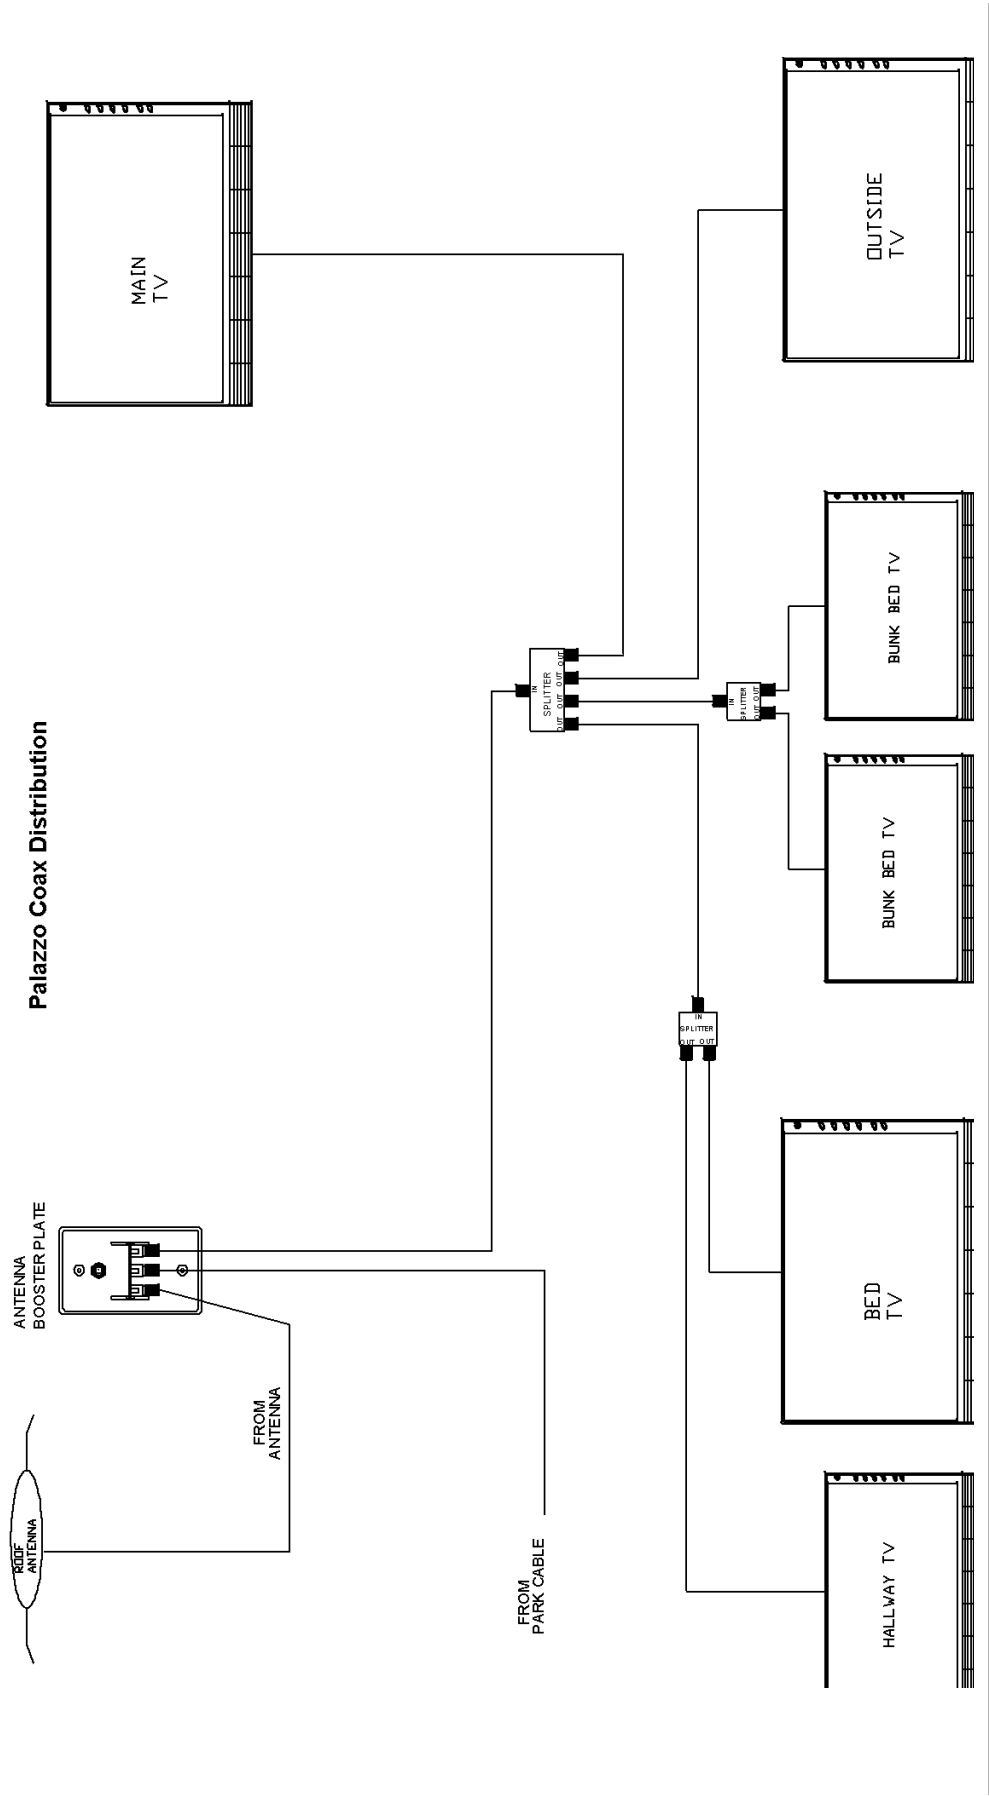 Palazzo Coax Distribution
ROOF
ANTENNA
ANTENNA
BOOSTER PLATE
FROM
ANTENNA
FROM
PARK CABLE
MAIN
TV
IN
SPLITTER
OUT
OUT
OUT
OUT
IN
SPLITTER
OUT
OUT
IN
SPLITTER
OUT
OUT
HALLWAY TV
BED
TV
BUNK BED TV
BUNK BED TV
OUTSIDE
TV